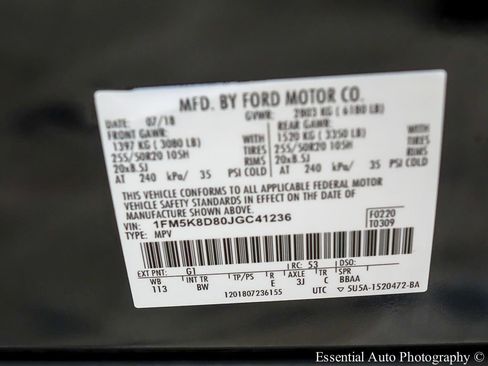 MFD. BY FORD MOTOR CO.
DATE: 07/18 GVWR: 2803 KG ( 6180 LB)
FRONT GAWR: REAR GAWR:
1397 KG ( 3080 LB) 1520 KG ( 3350 LB)
255/50R20 105H TIRES 255/50R20 105H TIRES
20x8.5J RIMS 20x8.5J RIMS
AT 240 kPa/ 35 PSI COLD AT 240 kPa/ 35 PSI COLD
THIS VEHICLE CONFORMS TO ALL APPLICABLE FEDERAL MOTOR
VEHICLE SAFETY STANDARDS IN EFFECT ON THE DATE OF
MANUFACTURE SHOWN ABOVE.
VIN: 1FM5K8D80JGC41236 F0220
TYPE: MPV T0309
EXT PNT: G1 RC: 53 DSO:
WB INT TR TP/PS R AXLE TR SPR
113 BW E 3J C BBAA
1201807236155 UTC 5U5A-1520472-BA
Essential Auto Photography .com